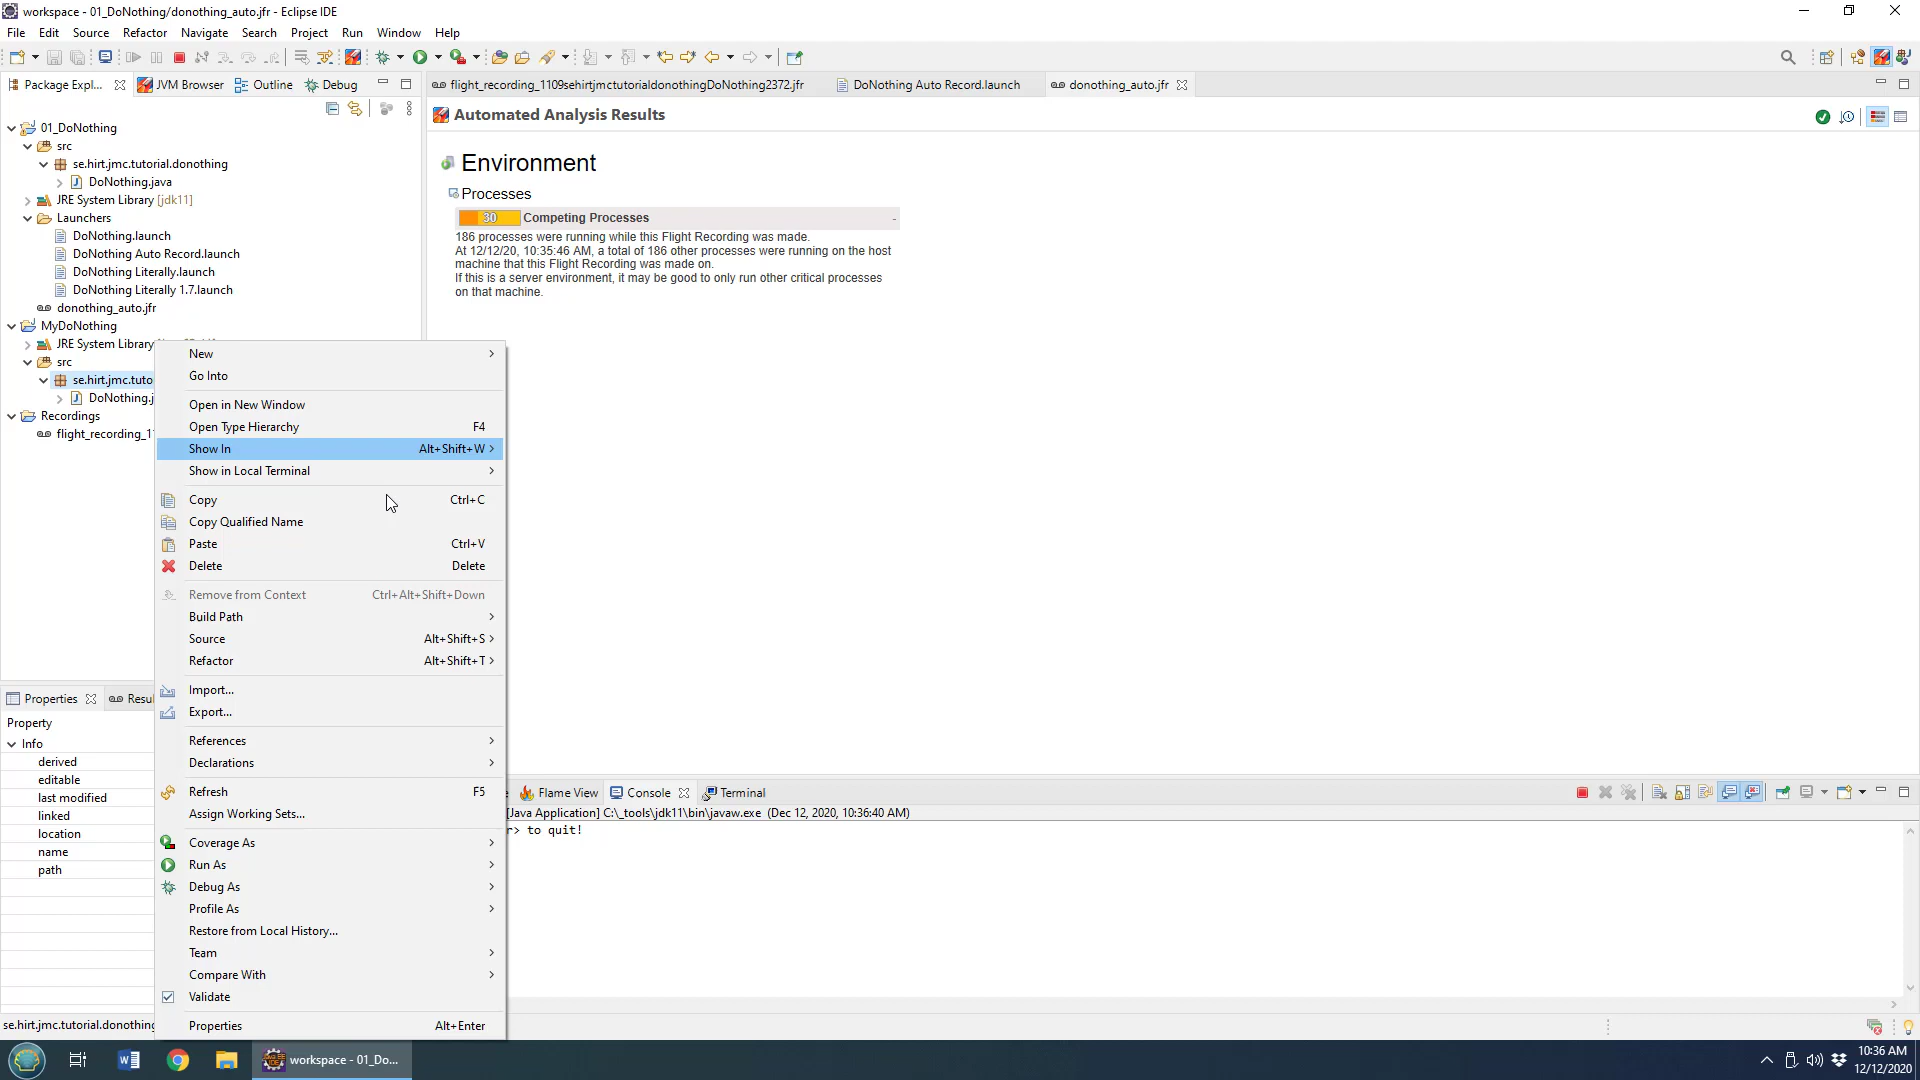 workspace - 01_DoNothing/donothing_auto.jfr - Eclipse IDE
File Edit Source Refactor Navigate Search Project Run Window Help
Package Expl... JVM Browser Outline Debug
01_DoNothing
src
se.hirt.jmc.tutorial.donothing
DoNothing.java
JRE System Library [jdk11]
Launchers
DoNothing.launch
DoNothing Auto Record.launch
DoNothing Literally.launch
DoNothing Literally 1.7.launch
donothing_auto.jfr
MyDoNothing
JRE System Library
src
se.hirt.jmc.tuto
DoNothing.j
Recordings
flight_recording_1
flight_recording_1109sehirtjmctutorialdonothingDoNothing2372.jfr DoNothing Auto Record.launch donothing_auto.jfr
Automated Analysis Results
Environment
Processes
30 Competing Processes -
186 processes were running while this Flight Recording was made.
At 12/12/20, 10:35:46 AM, a total of 186 other processes were running on the host
machine that this Flight Recording was made on.
If this is a server environment, it may be good to only run other critical processes
on that machine.
New
Go Into
Open in New Window
Open Type Hierarchy F4
Show In Alt+Shift+W
Show in Local Terminal
Copy Ctrl+C
Copy Qualified Name
Paste Ctrl+V
Delete Delete
Remove from Context Ctrl+Alt+Shift+Down
Build Path
Source Alt+Shift+S
Refactor Alt+Shift+T
Import...
Export...
References
Declarations
Refresh F5
Assign Working Sets...
Coverage As
Run As
Debug As
Profile As
Restore from Local History...
Team
Compare With
Validate
Properties Alt+Enter
Properties Resu
Property
Info
derived
editable
last modified
linked
location
name
path
Flame View Console Terminal
[Java Application] C:\_tools\jdk11\bin\javaw.exe (Dec 12, 2020, 10:36:40 AM)
r> to quit!
se.hirt.jmc.tutorial.donothing
workspace - 01_Do...
10:36 AM
12/12/2020